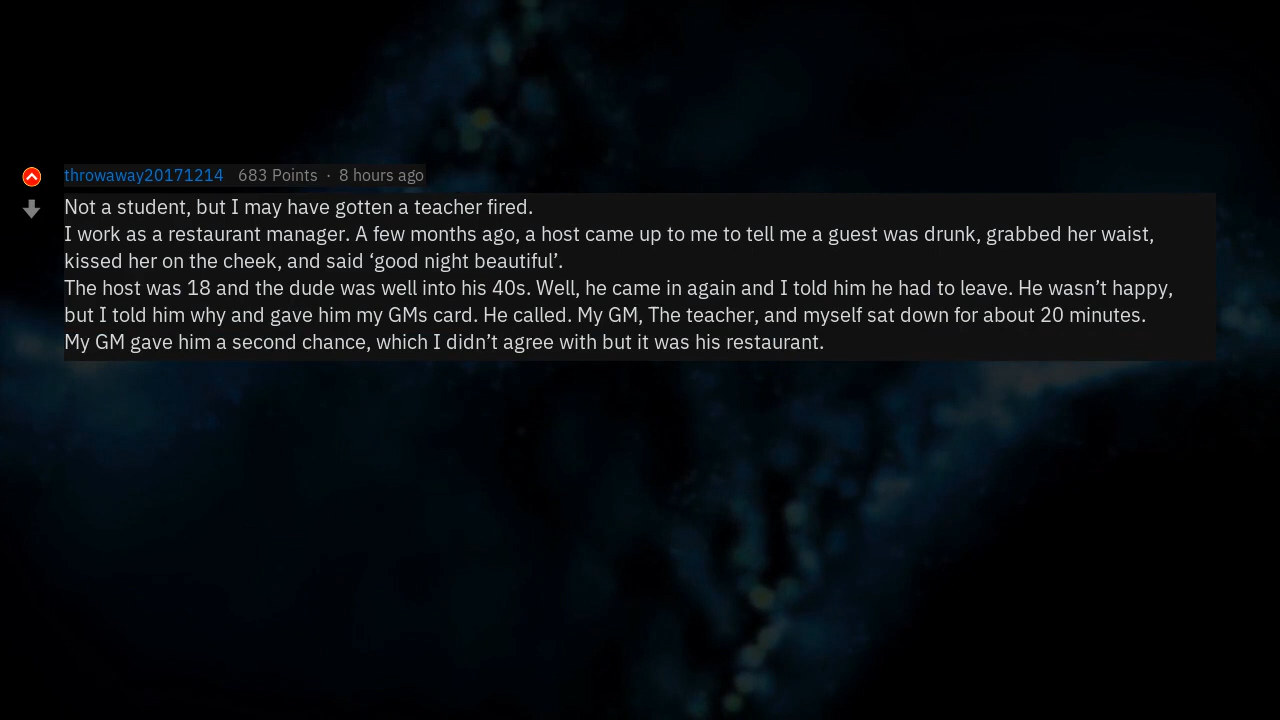 throwaway20171214 683 Points · 8 hours ago
Not a student, but I may have gotten a teacher fired.
I work as a restaurant manager. A few months ago, a host came up to me to tell me a guest was drunk, grabbed her waist,
kissed her on the cheek, and said ‘good night beautiful’.
The host was 18 and the dude was well into his 40s. Well, he came in again and I told him he had to leave. He wasn’t happy,
but I told him why and gave him my GMs card. He called. My GM, The teacher, and myself sat down for about 20 minutes.
My GM gave him a second chance, which I didn’t agree with but it was his restaurant.